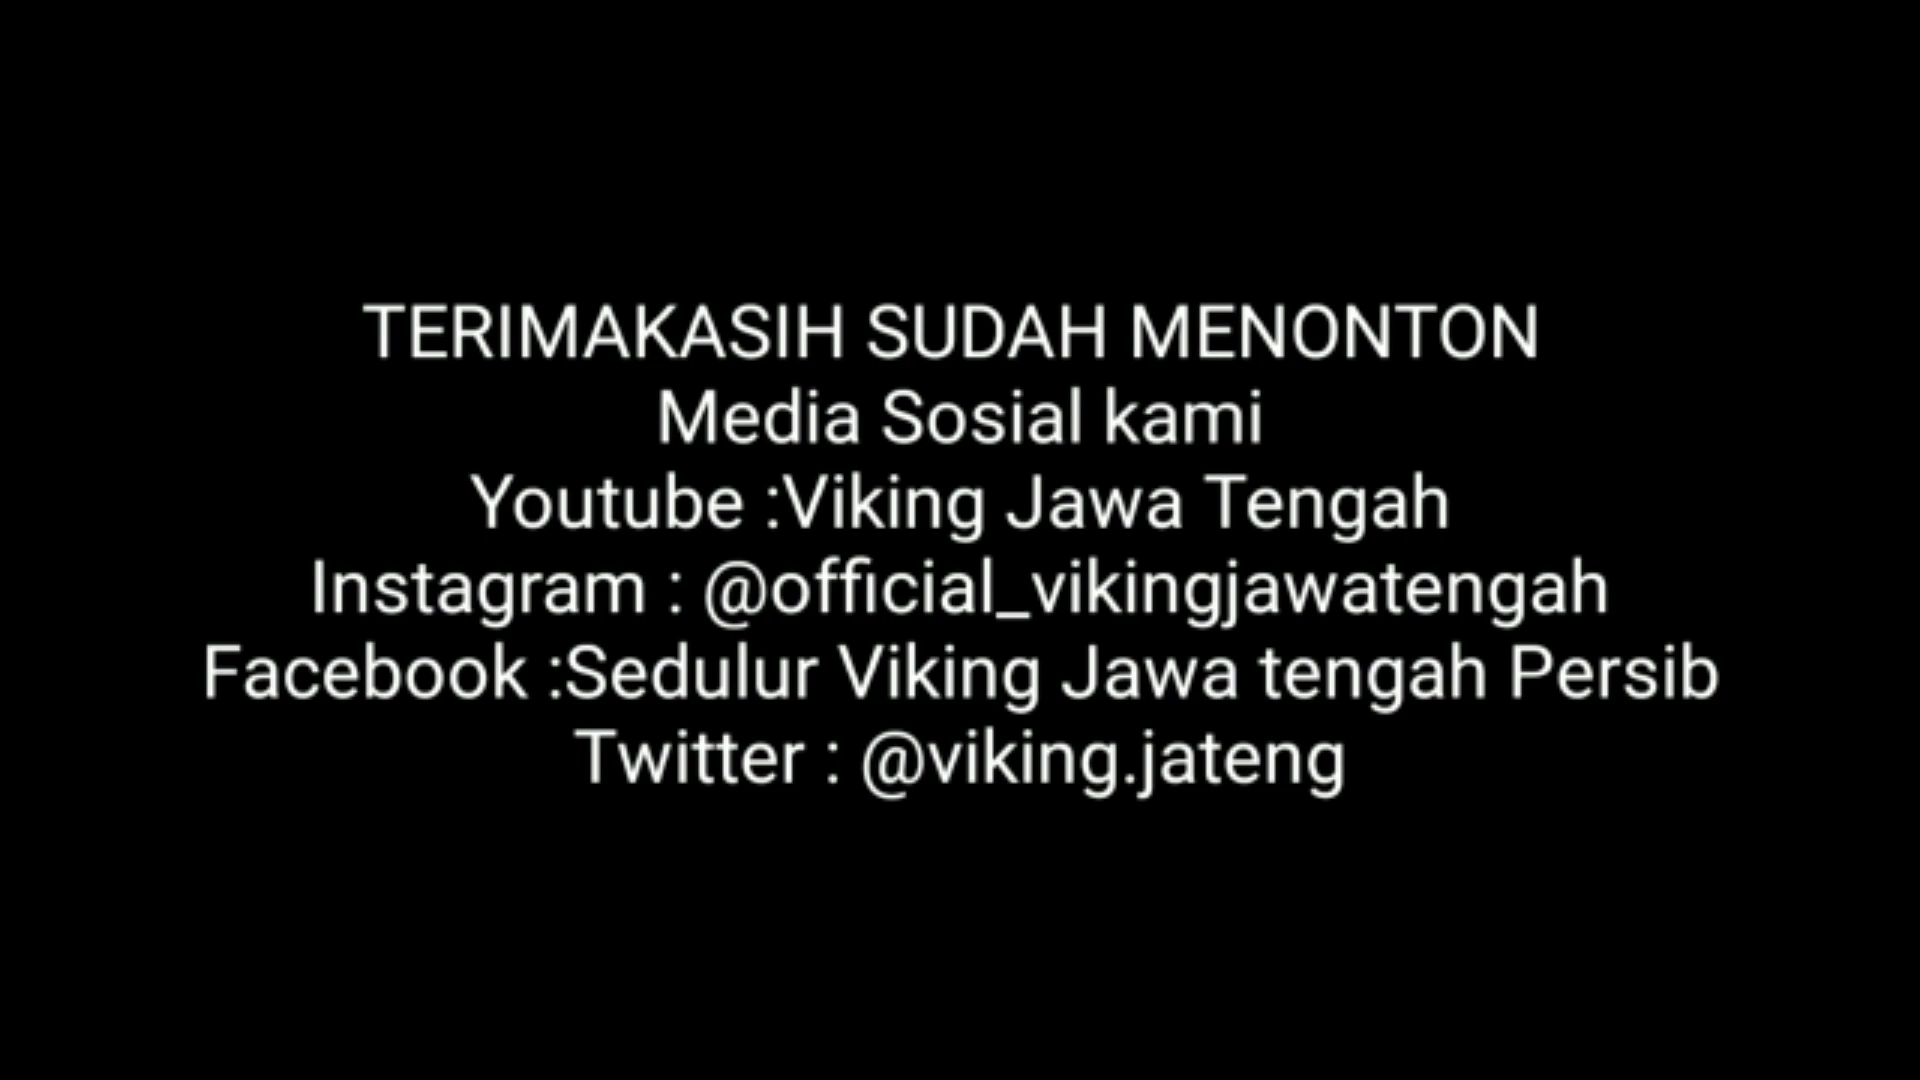 TERIMAKASIH SUDAH MENONTON
Media Sosial kami
Youtube :Viking Jawa Tengah
Instagram : @official_vikingjawatengah
Facebook :Sedulur Viking Jawa tengah Persib
Twitter : @viking.jateng